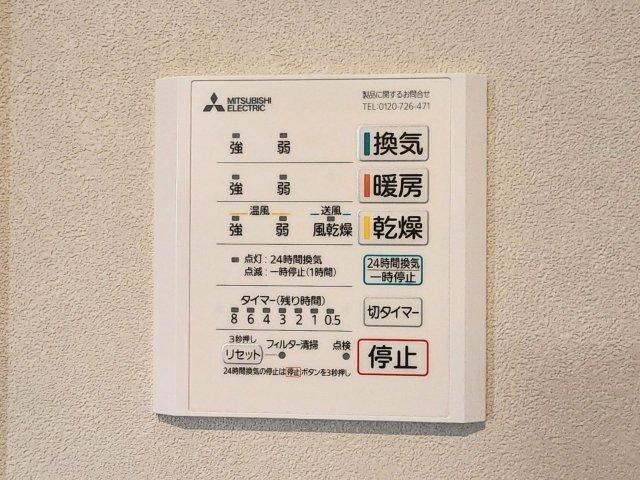 MITSUBISHI
ELECTRIC
製品に関するお問合せ
TEL:0120-726-471
強 弱 換気
強 弱 暖房
温風 送風
強 弱 風乾燥 乾燥
点灯:24時間換気
点滅:一時停止(1時間)
24時間換気
一時停止
タイマー(残り時間)
8 6 4 3 2 1 0.5
切タイマー
3秒押し
リセット フィルター清掃 点検
停止
24時間換気の停止は停止ボタンを3秒押し